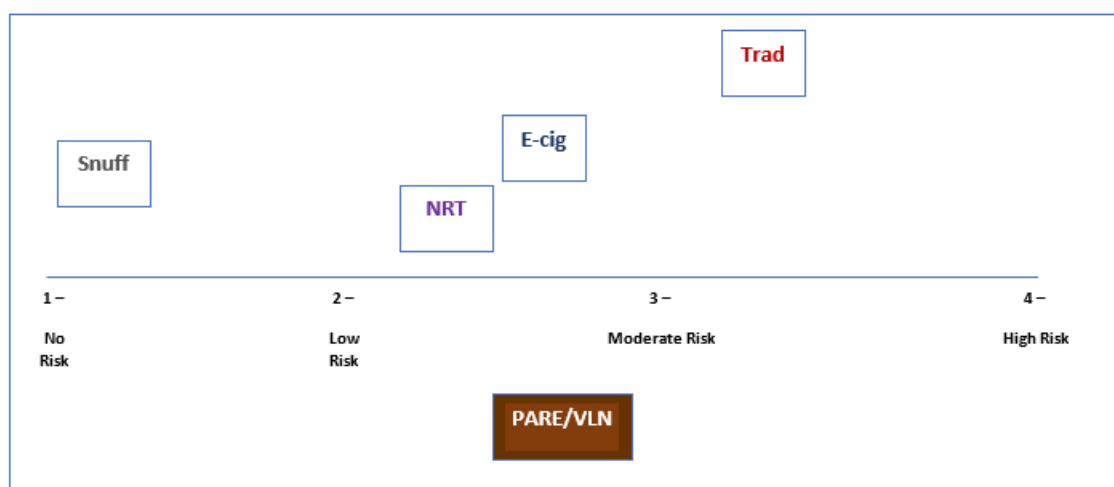 Trad
E-cig
Snuff
NRT
1 – 2 – 3 – 4 –
No Low Moderate Risk High Risk
Risk Risk
PARE/VLN